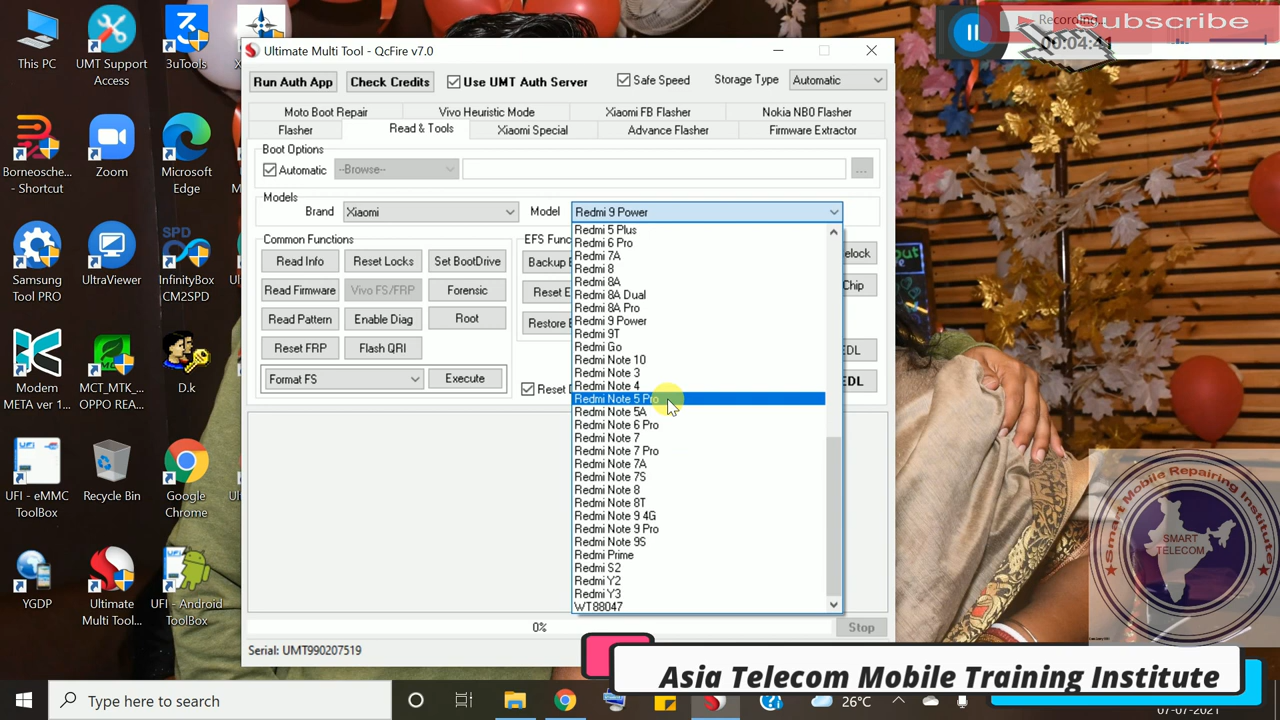 Recording...
Subscribe
00:04:41
This PC
UMT Support
Access
3uTools
Borneosche...
- Shortcut
Zoom
Microsoft
Edge
Samsung
Tool PRO
UltraViewer
InfinityBox
CM2SPD
Modem
META ver 1...
MCT_MTK_...
OPPO REA...
D.k
UFI - eMMC
ToolBox
Recycle Bin
Google
Chrome
YGDP
Ultimate
Multi Tool...
UFI - Android
ToolBox
Ultimate Multi Tool - QcFire v7.0
Run Auth App
Check Credits
Use UMT Auth Server
Safe Speed
Storage Type
Automatic
Moto Boot Repair
Vivo Heuristic Mode
Xiaomi FB Flasher
Nokia NB0 Flasher
Flasher
Read & Tools
Xiaomi Special
Advance Flasher
Firmware Extractor
Boot Options
Automatic
--Browse--
...
Models
Brand
Xiaomi
Model
Redmi 9 Power
Common Functions
Read Info
Reset Locks
Set BootDrive
Read Firmware
Vivo FS/FRP
Forensic
Read Pattern
Enable Diag
Root
Reset FRP
Flash QRI
Format FS
Execute
EFS Func
Backup E
Reset E
Restore E
Reset
elock
Chip
EDL
EDL
Redmi 5 Plus
Redmi 6 Pro
Redmi 7A
Redmi 8
Redmi 8A
Redmi 8A Dual
Redmi 8A Pro
Redmi 9 Power
Redmi 9T
Redmi Go
Redmi Note 10
Redmi Note 3
Redmi Note 4
Redmi Note 5 Pro
Redmi Note 5A
Redmi Note 6 Pro
Redmi Note 7
Redmi Note 7 Pro
Redmi Note 7A
Redmi Note 7S
Redmi Note 8
Redmi Note 8T
Redmi Note 9 4G
Redmi Note 9 Pro
Redmi Note 9S
Redmi Prime
Redmi S2
Redmi Y2
Redmi Y3
WT88047
0%
Stop
Serial: UMT990207519
Smart Mobile Repairing Institute
SMART
TELECOM
Asia Telecom Mobile Training Institute
Type here to search
26°C
07-07-2021